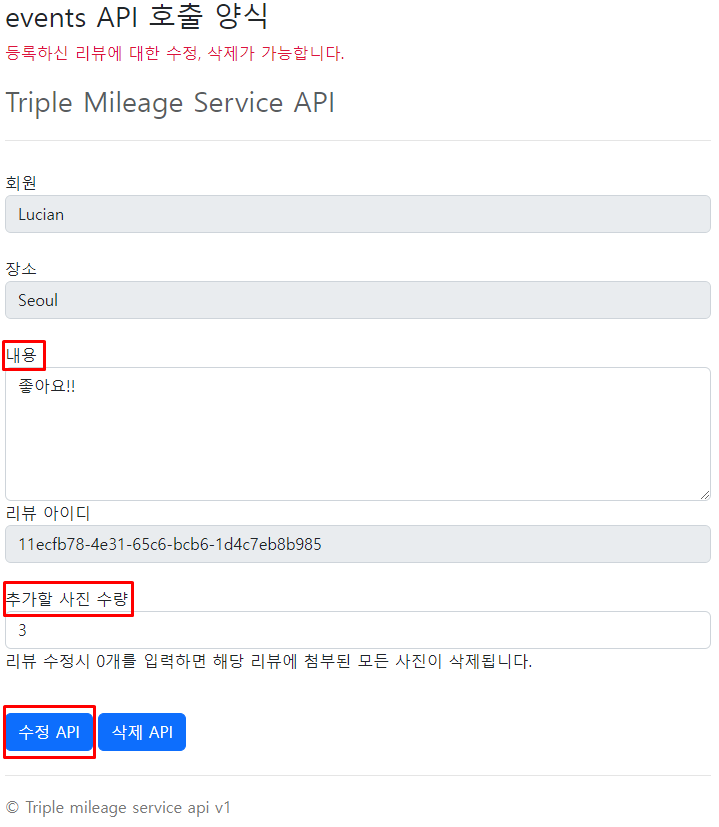 events API 호출 양식
등록하신 리뷰에 대한 수정, 삭제가 가능합니다.
Triple Mileage Service API
회원
Lucian
장소
Seoul
내용
좋아요!!
리뷰 아이디
11ecfb78-4e31-65c6-bcb6-1d4c7eb8b985
추가할 사진 수량
3
리뷰 수정시 0개를 입력하면 해당 리뷰에 첨부된 모든 사진이 삭제됩니다.
수정 API 삭제 API
© Triple mileage service api v1